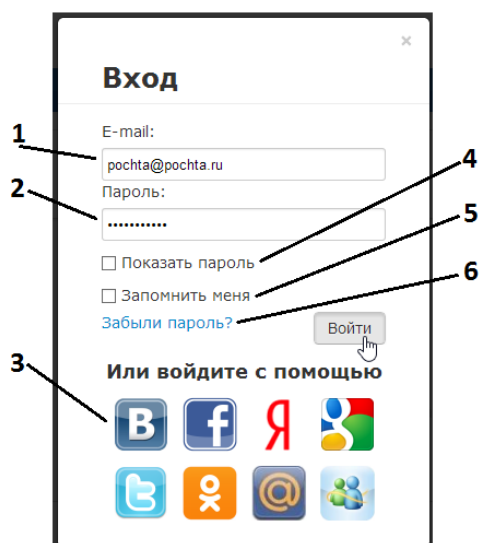 ×
Вход
1
E-mail:
pochta@pochta.ru
2
Пароль:
•••••••••••
4
Показать пароль
5
Запомнить меня
6
Забыли пароль?
Войти
3
Или войдите с помощью
В f Я g
t @